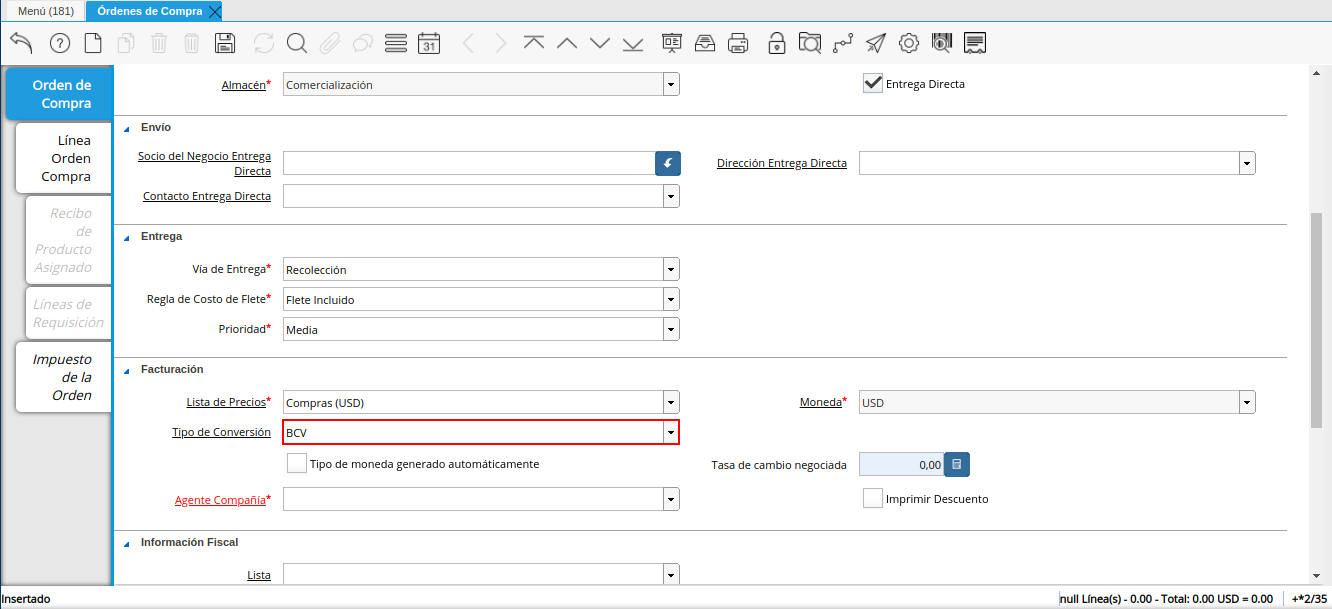 Menú (181)
Órdenes de Compra
31
Orden de
Compra
Línea
Orden
Compra
Recibo
de
Producto
Asignado
Líneas de
Requisición
Impuesto
de la
Orden
Almacén* Comercialización
Entrega Directa
Envío
Socio del Negocio Entrega
Directa
Dirección Entrega Directa
Contacto Entrega Directa
Entrega
Vía de Entrega* Recolección
Regla de Costo de Flete* Flete Incluido
Prioridad* Media
Facturación
Lista de Precios* Compras (USD)
Moneda* USD
Tipo de Conversión BCV
Tipo de moneda generado automáticamente
Tasa de cambio negociada 0,00
Agente Compañía*
Imprimir Descuento
Información Fiscal
Lista
Insertado
null Línea(s) - 0.00 - Total: 0.00 USD = 0.00
+*2/35